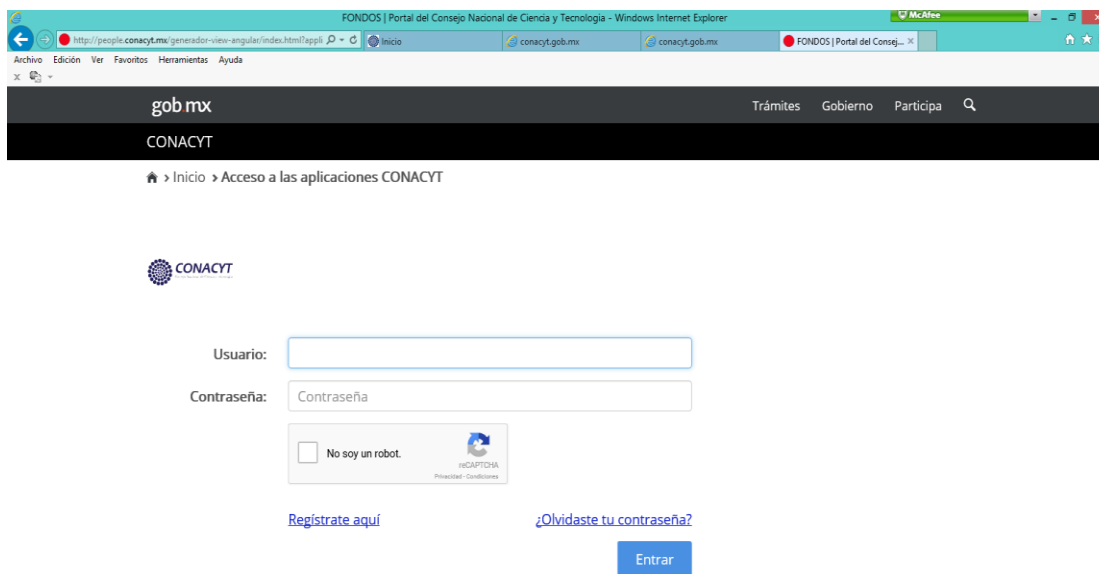 FONDOS | Portal del Consejo Nacional de Ciencia y Tecnologia - Windows Internet Explorer
McAfee
http://people.conacyt.mx/generador-view-angular/index.html?appli
Inicio
conacyt.gob.mx
conacyt.gob.mx
FONDOS | Portal del Consej...
Archivo Edición Ver Favoritos Herramientas Ayuda
gob.mx Trámites Gobierno Participa
CONACYT
> Inicio > Acceso a las aplicaciones CONACYT
CONACYT
Usuario:
Contraseña: Contraseña
No soy un robot.
reCAPTCHA
Privacidad - Condiciones
Regístrate aquí ¿Olvidaste tu contraseña?
Entrar